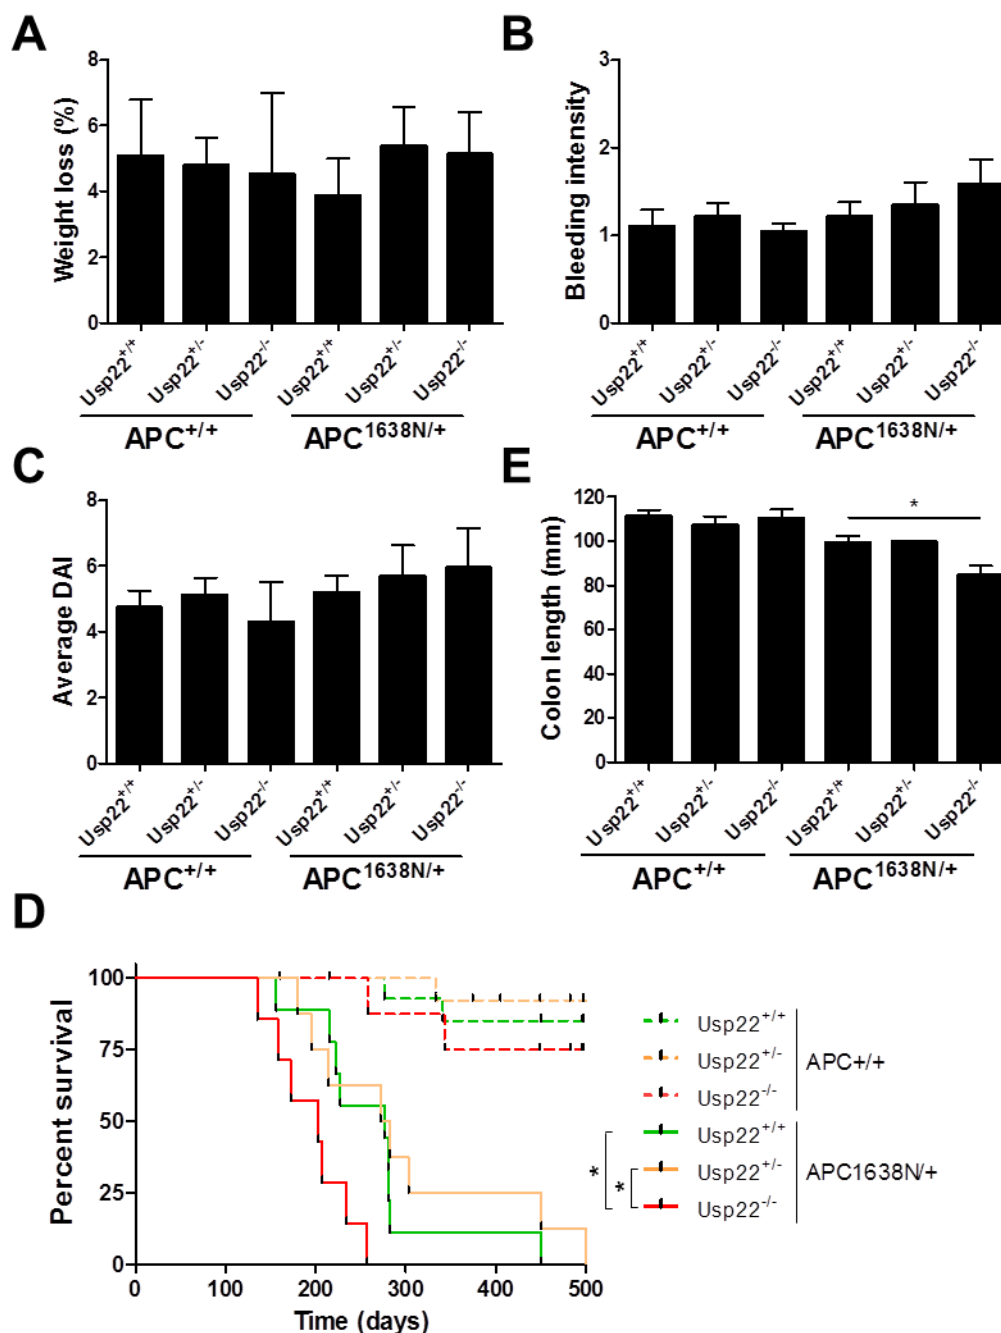 A
Weight loss (%)
8
6
4
2
0
Usp22+/+
Usp22+/-
Usp22-/-
Usp22+/+
Usp22+/-
Usp22-/-
APC+/+
APC1638N/+
B
Bleeding intensity
3
2
1
0
Usp22+/+
Usp22+/-
Usp22-/-
Usp22+/+
Usp22+/-
Usp22-/-
APC+/+
APC1638N/+
C
Average DAI
8
6
4
2
0
Usp22+/+
Usp22+/-
Usp22-/-
Usp22+/+
Usp22+/-
Usp22-/-
APC+/+
APC1638N/+
E
Colon length (mm)
120
100
80
60
40
20
0
*
Usp22+/+
Usp22+/-
Usp22-/-
Usp22+/+
Usp22+/-
Usp22-/-
APC+/+
APC1638N/+
D
Percent survival
100
75
50
25
0
0
100
200
300
400
500
Time (days)
Usp22+/+
Usp22+/-
Usp22-/-
APC+/+
Usp22+/+
Usp22+/-
Usp22-/-
APC1638N/+
*
*